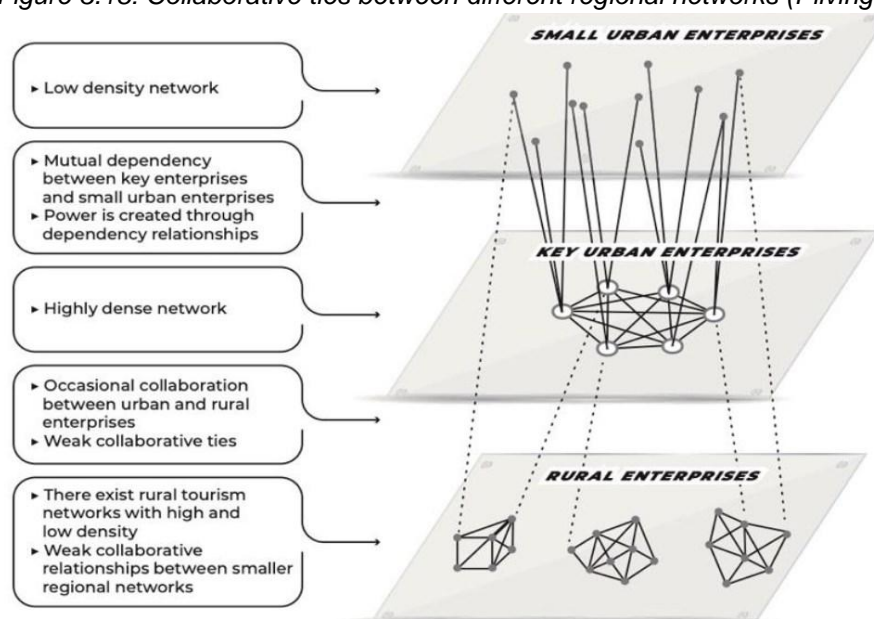 Figure 3.18. Collaborative ties between different regional networks (Pilving
SMALL URBAN ENTERPRISES
▸ Low density network
▸ Mutual dependency
between key enterprises
and small urban enterprises
▸ Power is created through
dependency relationships
KEY URBAN ENTERPRISES
▸ Highly dense network
▸ Occasional collaboration
between urban and rural
enterprises
▸ Weak collaborative ties
RURAL ENTERPRISES
▸ There exist rural tourism
networks with high and
low density
▸ Weak collaborative
relationships between smaller
regional networks